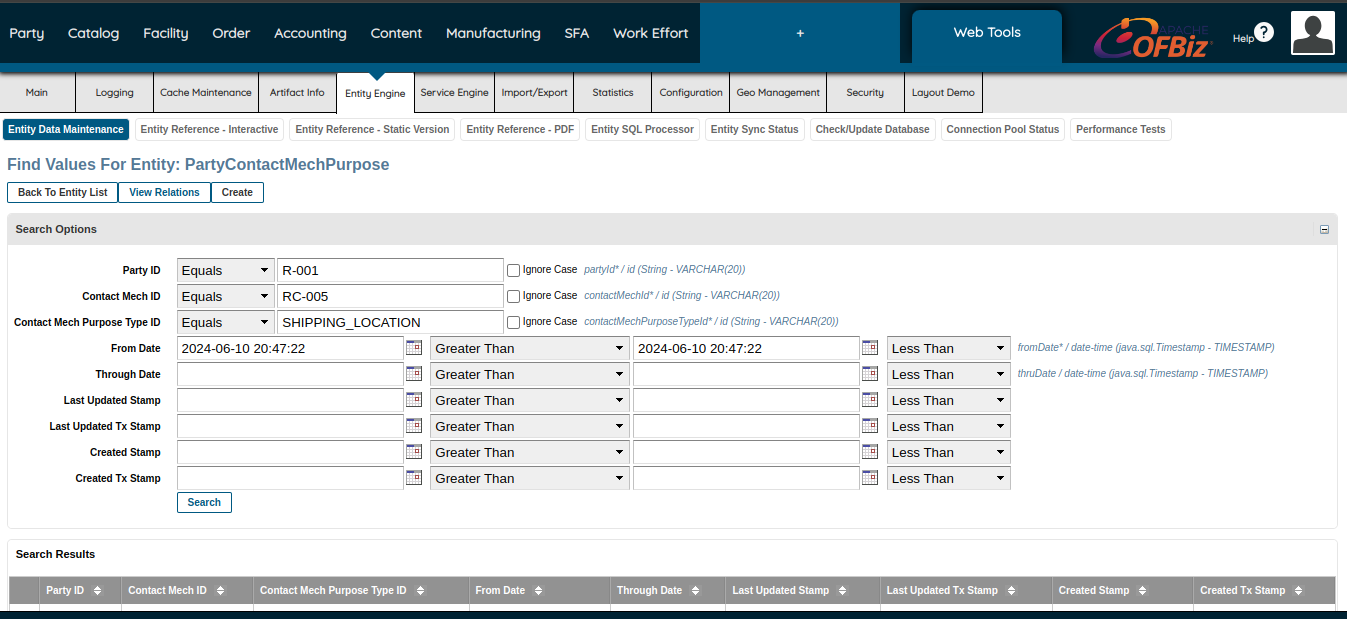 Party Catalog Facility Order Accounting Content Manufacturing SFA Work Effort + Web Tools APACHE OFBiz Help ?
Main Logging Cache Maintenance Artifact Info Entity Engine Service Engine Import/Export Statistics Configuration Geo Management Security Layout Demo
Entity Data Maintenance Entity Reference - Interactive Entity Reference - Static Version Entity Reference - PDF Entity SQL Processor Entity Sync Status Check/Update Database Connection Pool Status Performance Tests
Find Values For Entity: PartyContactMechPurpose
Back To Entity List View Relations Create
Search Options
Party ID Equals R-001 Ignore Case partyId* / id (String - VARCHAR(20))
Contact Mech ID Equals RC-005 Ignore Case contactMechId* / id (String - VARCHAR(20))
Contact Mech Purpose Type ID Equals SHIPPING_LOCATION Ignore Case contactMechPurposeTypeId* / id (String - VARCHAR(20))
From Date 2024-06-10 20:47:22 Greater Than 2024-06-10 20:47:22 Less Than fromDate* / date-time (java.sql.Timestamp - TIMESTAMP)
Through Date Greater Than Less Than thruDate / date-time (java.sql.Timestamp - TIMESTAMP)
Last Updated Stamp Greater Than Less Than
Last Updated Tx Stamp Greater Than Less Than
Created Stamp Greater Than Less Than
Created Tx Stamp Greater Than Less Than
Search
Search Results
Party ID Contact Mech ID Contact Mech Purpose Type ID From Date Through Date Last Updated Stamp Last Updated Tx Stamp Created Stamp Created Tx Stamp